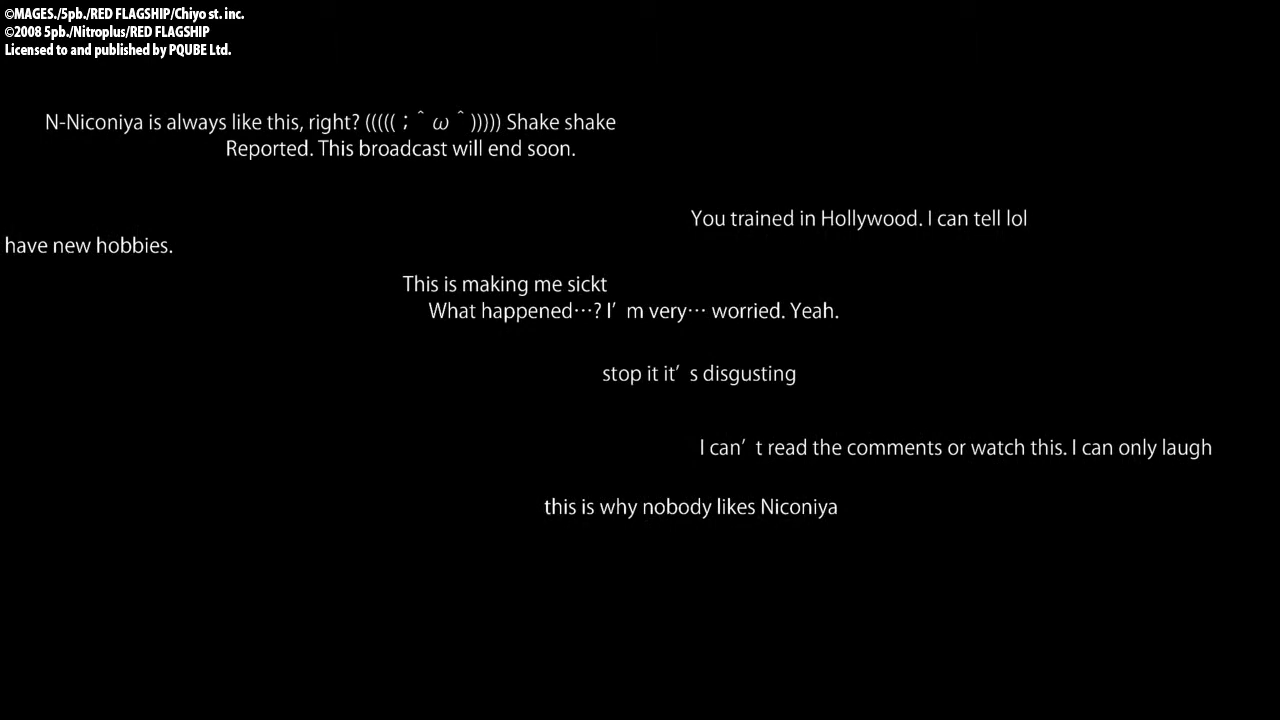 ©MAGES./5pb./RED FLAGSHIP/Chiyo st. inc.
©2008 5pb./Nitroplus/RED FLAGSHIP
Licensed to and published by PQUBE Ltd.
N-Niconiya is always like this, right? (((((；＾ω＾))))) Shake shake
Reported. This broadcast will end soon.
You trained in Hollywood. I can tell lol
have new hobbies.
This is making me sickt
What happened…? I’m very… worried. Yeah.
stop it it’s disgusting
I can’t read the comments or watch this. I can only laugh
this is why nobody likes Niconiya